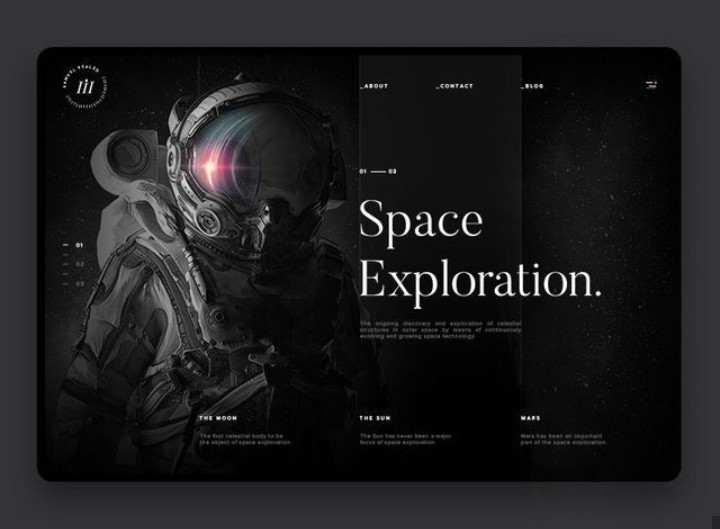 SAMUEL SCALZO
_ABOUT
_CONTACT
_BLOG
01 03
Space
Exploration.
01
02
03
The ongoing discovery and exploration of celestial
structures in outer space by means of continuously
evolving and growing space technology.
THE MOON
The first celestial body to be
the object of space exploration.
THE SUN
The Sun has never been a major
focus of space exploration.
MARS
Mars has been an important
part of the space exploration.